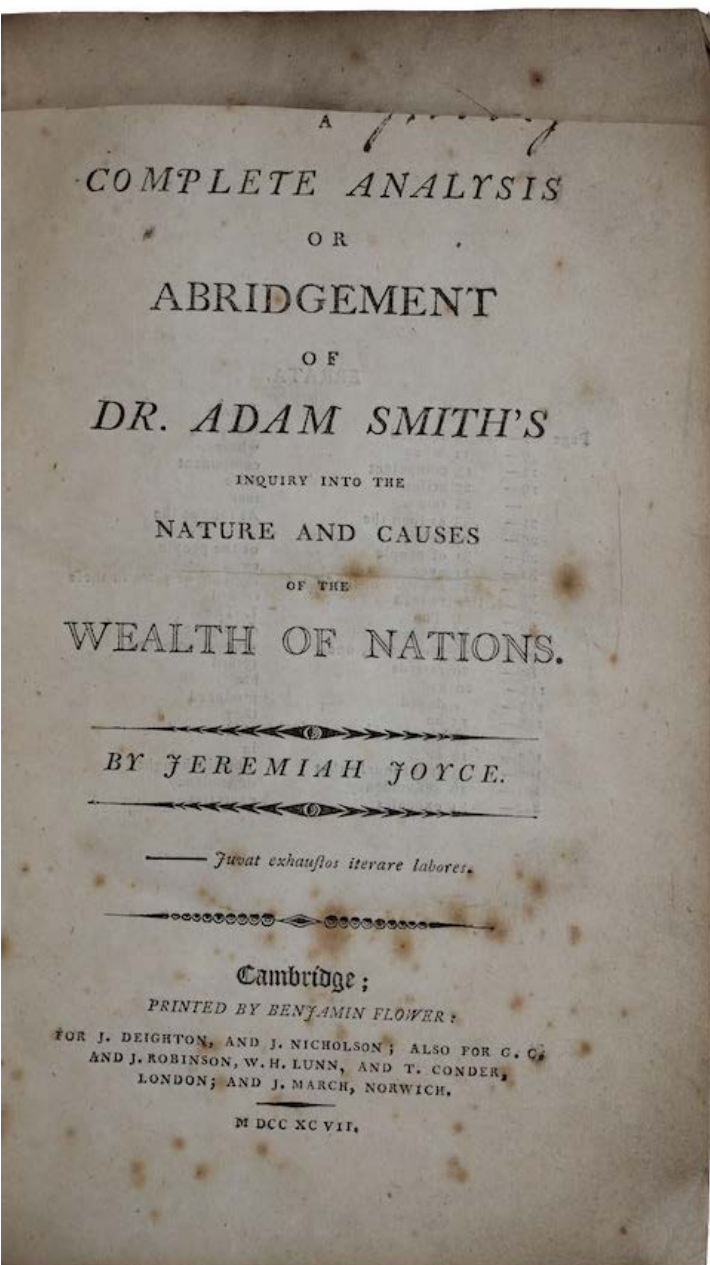 A
COMPLETE ANALYSIS
OR
ABRIDGEMENT
OF
DR. ADAM SMITH'S
INQUIRY INTO THE
NATURE AND CAUSES
OF THE
WEALTH OF NATIONS.
BY JEREMIAH JOYCE.
Juvat exhauſtos iterare labores.
Cambridge;
PRINTED BY BENJAMIN FLOWER:
FOR J. DEIGHTON, AND J. NICHOLSON; ALSO FOR G. C.
AND J. ROBINSON, W. H. LUNN, AND T. CONDER,
LONDON; AND J. MARCH, NORWICH.
M DCC XC VII.